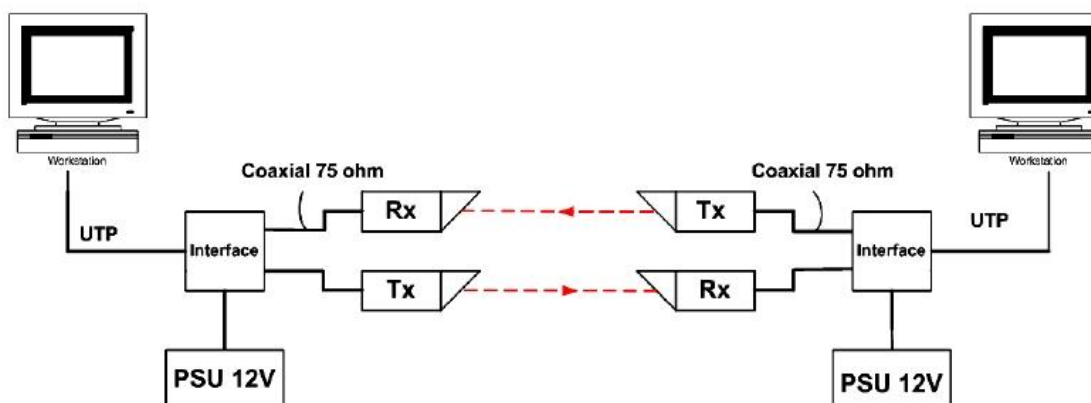 Workstation
Workstation
Coaxial 75 ohm
Coaxial 75 ohm
Rx
Tx
UTP
Interface
Interface
UTP
Tx
Rx
PSU 12V
PSU 12V